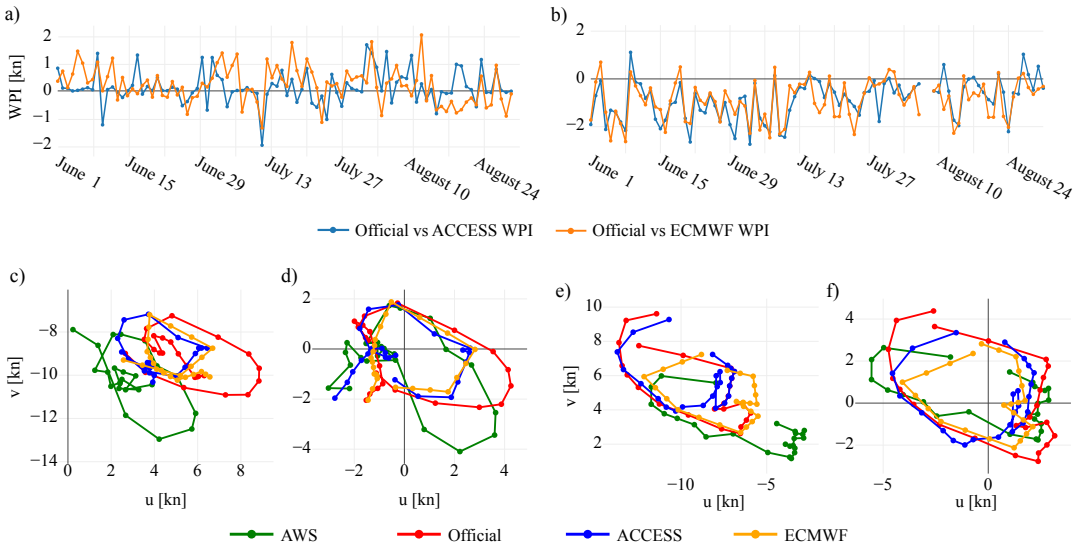 a)
b)
WPI [kn]
2
1
0
−1
−2
0
−2
June 1
June 15
June 29
July 13
July 27
August 10
August 24
June 1
June 15
June 29
July 13
July 27
August 10
August 24
Official vs ACCESS WPI
Official vs ECMWF WPI
c)
d)
e)
f)
v [kn]
−8
−10
−12
−14
0
2
4
6
8
u [kn]
2
0
−2
−4
−2
0
2
4
u [kn]
v [kn]
10
8
6
4
2
−10
−5
u [kn]
4
2
0
−2
−5
0
u [kn]
AWS
Official
ACCESS
ECMWF